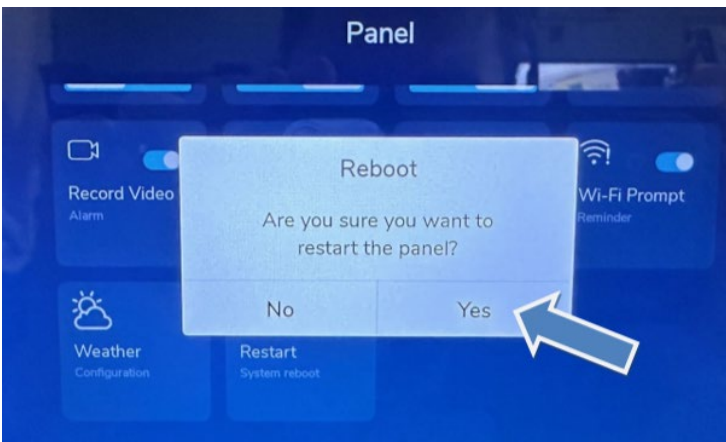 Panel
Record Video
Alarm
Reboot
Are you sure you want to
restart the panel?
No
Yes
Wi-Fi Prompt
Reminder
Weather
Configuration
Restart
System reboot